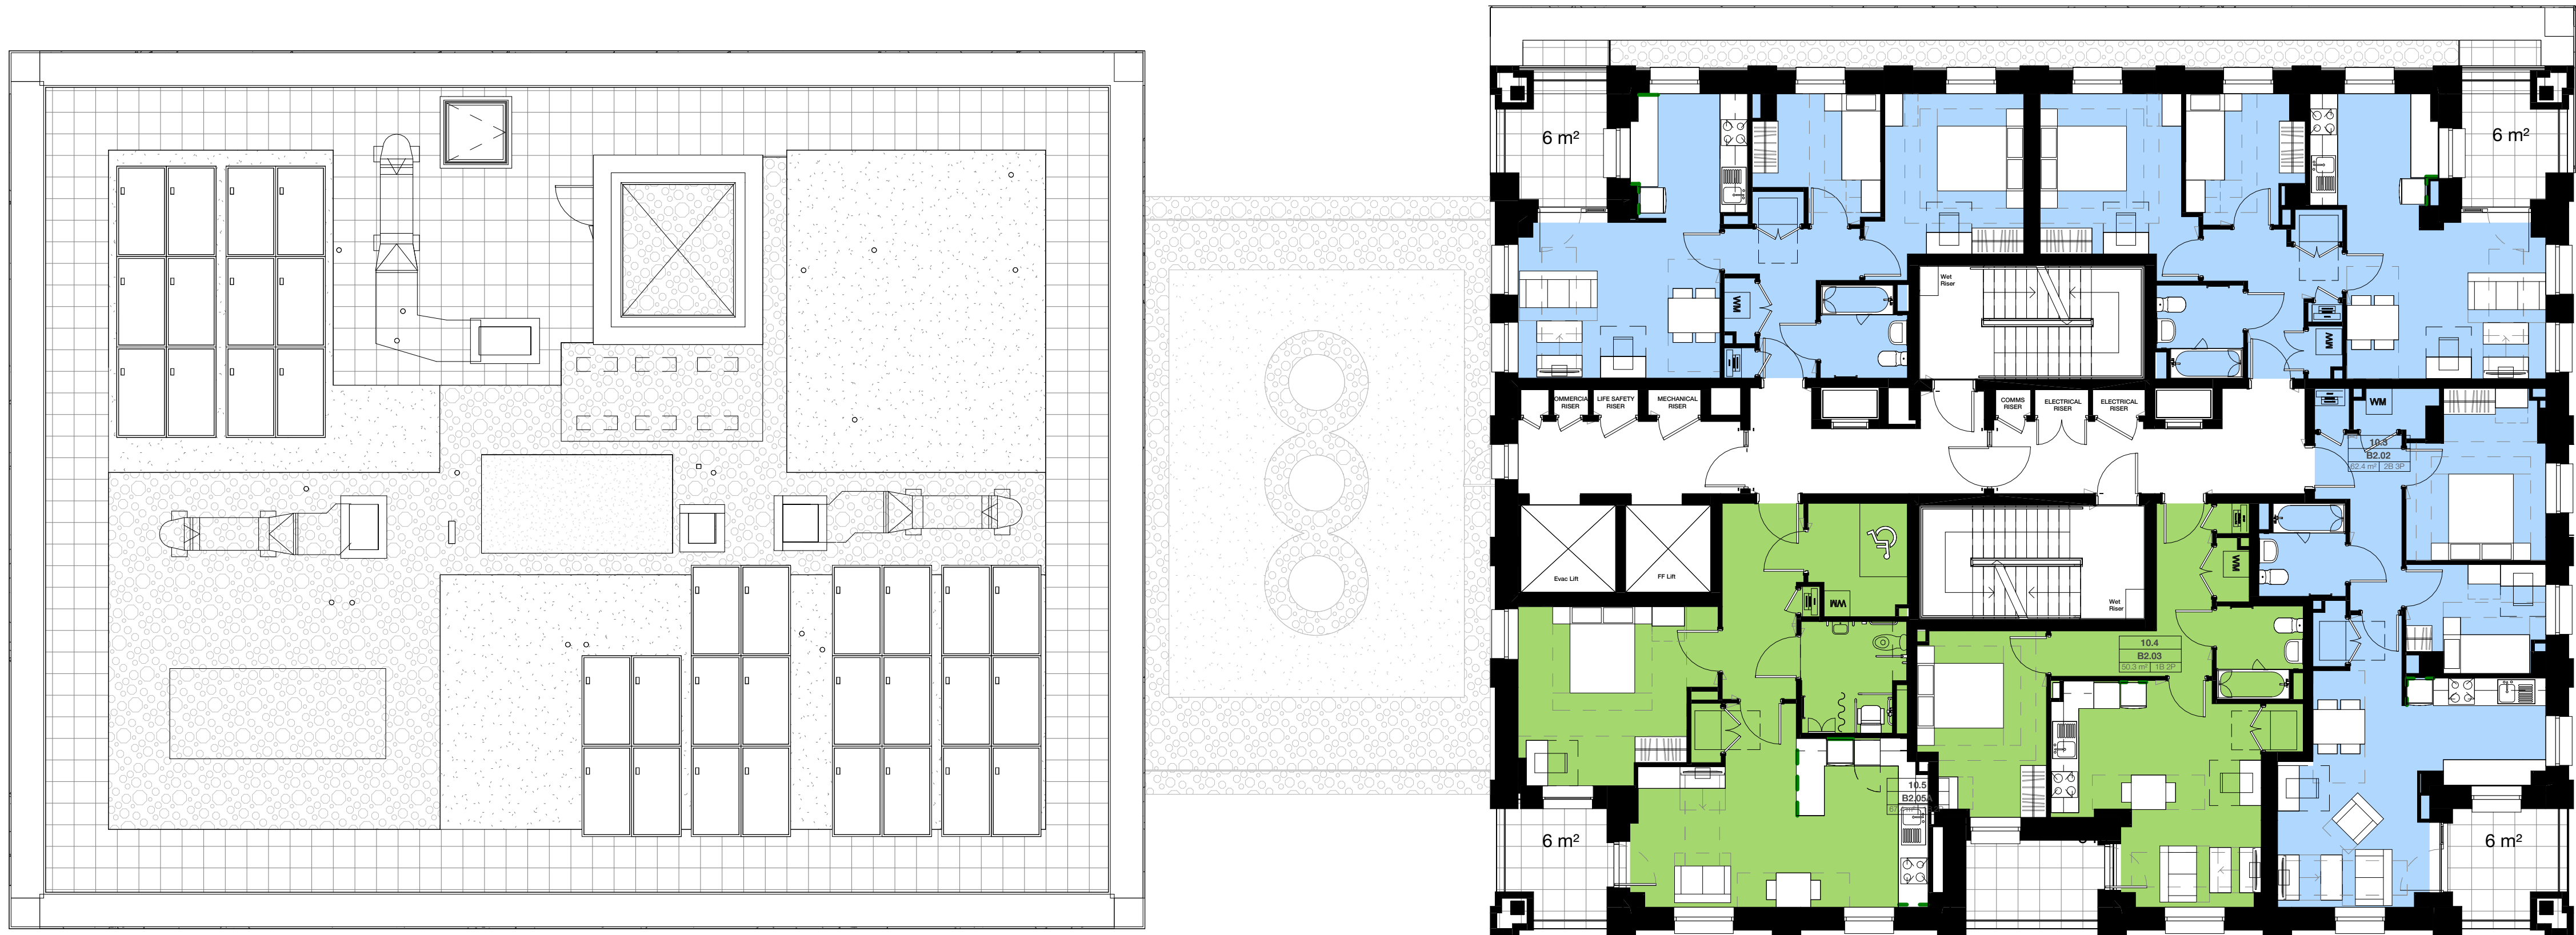 6 m²
6 m²
Wet
Riser
WM
WM
OMMERCIA
RISER
LIFE SAFETY
RISER
MECHANICAL
RISER
COMMS
RISER
ELECTRICAL
RISER
ELECTRICAL
RISER
WM
10.3
B2.02
62.4 m² 2B 3P
Evac Lift
FF Lift
WM
WM
Wet
Riser
10.4
B2.03
50.3 m² 1B 2P
10.5
B2.05
6 m²
6 m²